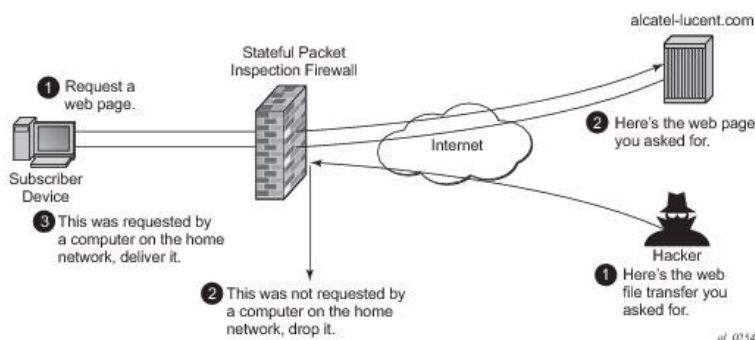 alcatel-lucent.com
Stateful Packet
Inspection Firewall
1 Request a
web page.
Internet
2 Here's the web page
you asked for.
Subscriber
Device
3 This was requested by
a computer on the home
network, deliver it.
Hacker
1 Here's the web
file transfer you
asked for.
2 This was not requested by
a computer on the home
network, drop it.
al_0254